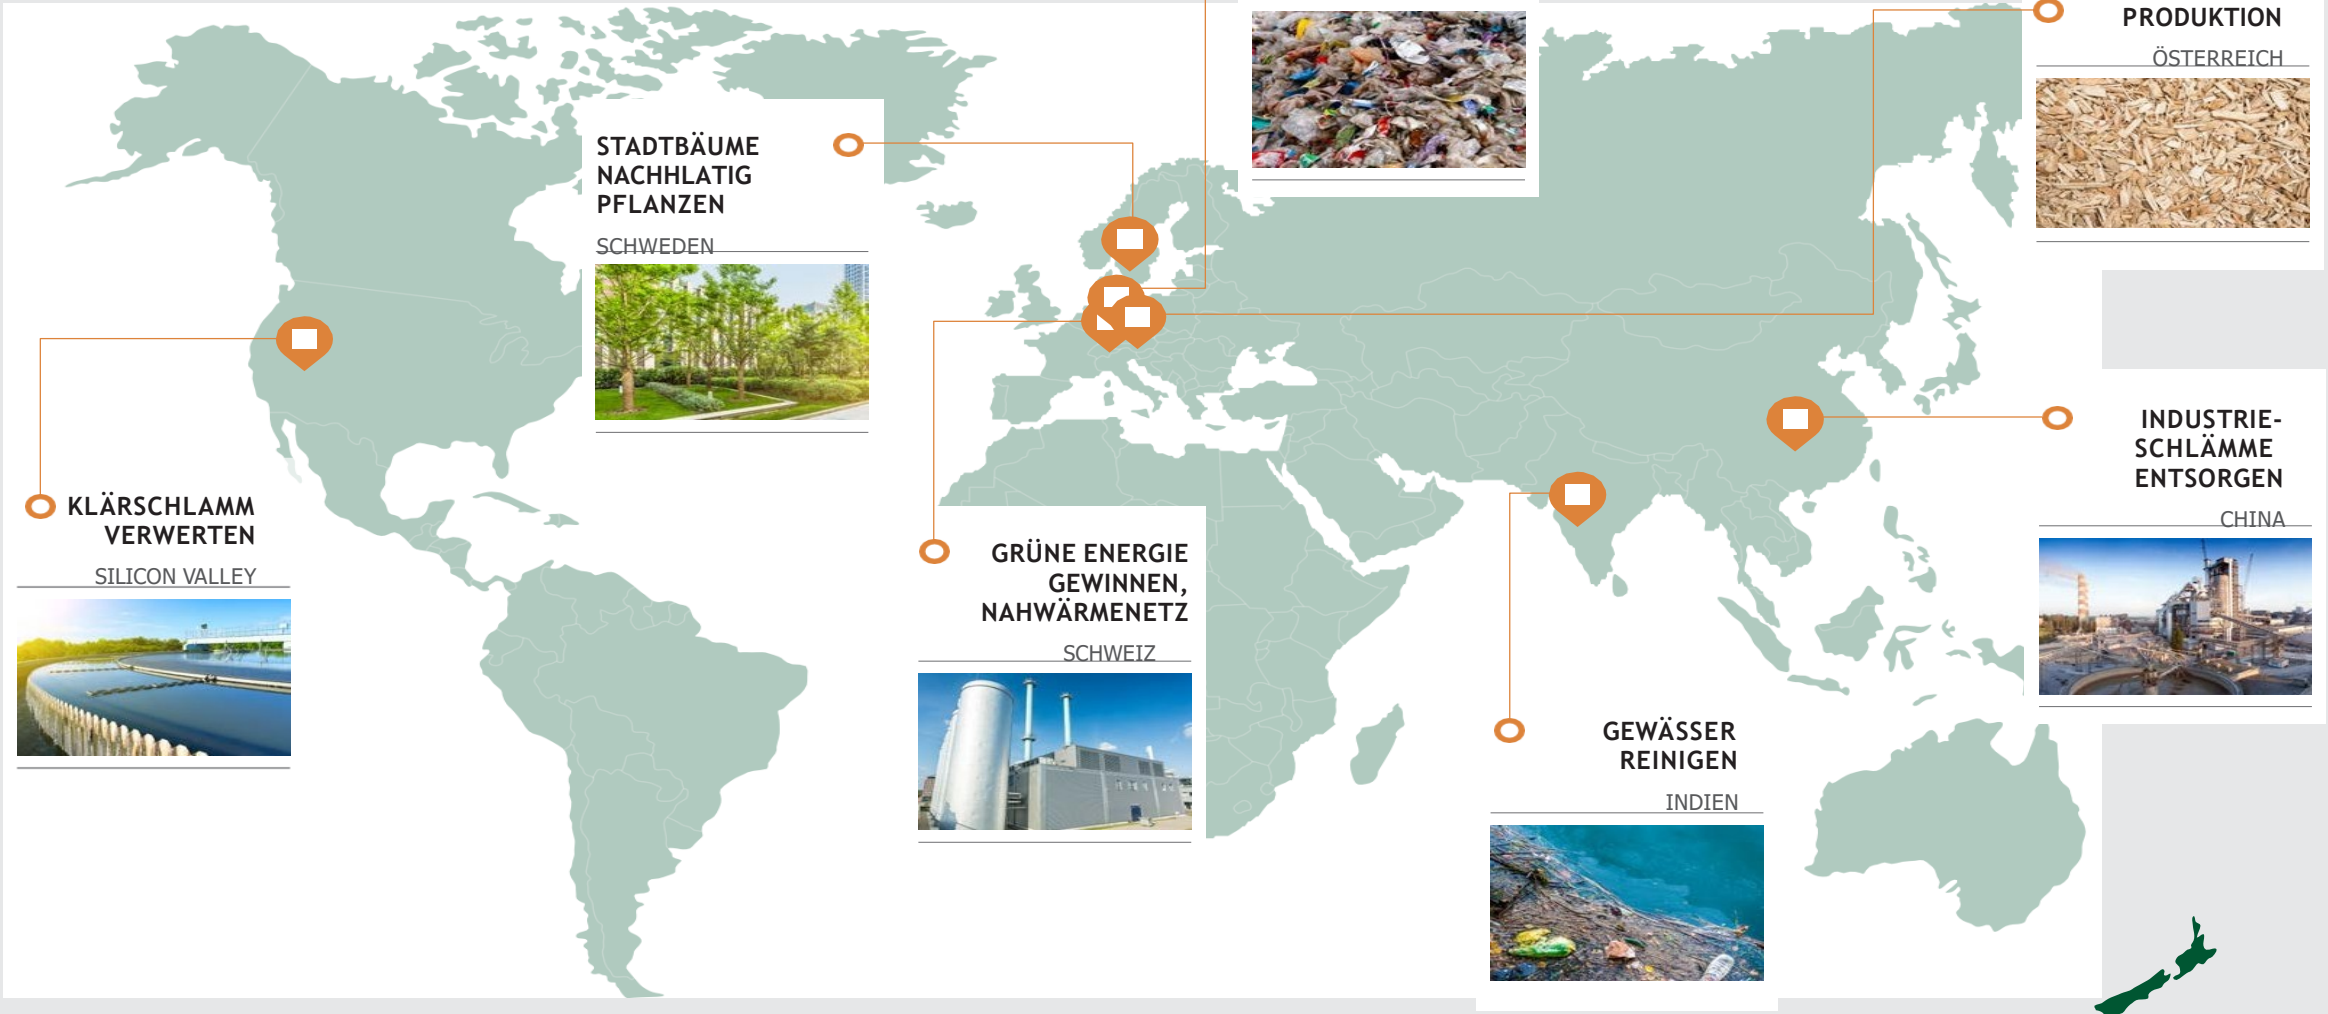 PRODUKTION
ÖSTERREICH
STADTBÄUME
NACHHLATIG
PFLANZEN
SCHWEDEN
INDUSTRIE-
SCHLÄMME
ENTSORGEN
CHINA
KLÄRSCHLAMM
VERWERTEN
SILICON VALLEY
GRÜNE ENERGIE
GEWINNEN,
NAHWÄRMENETZ
SCHWEIZ
GEWÄSSER
REINIGEN
INDIEN